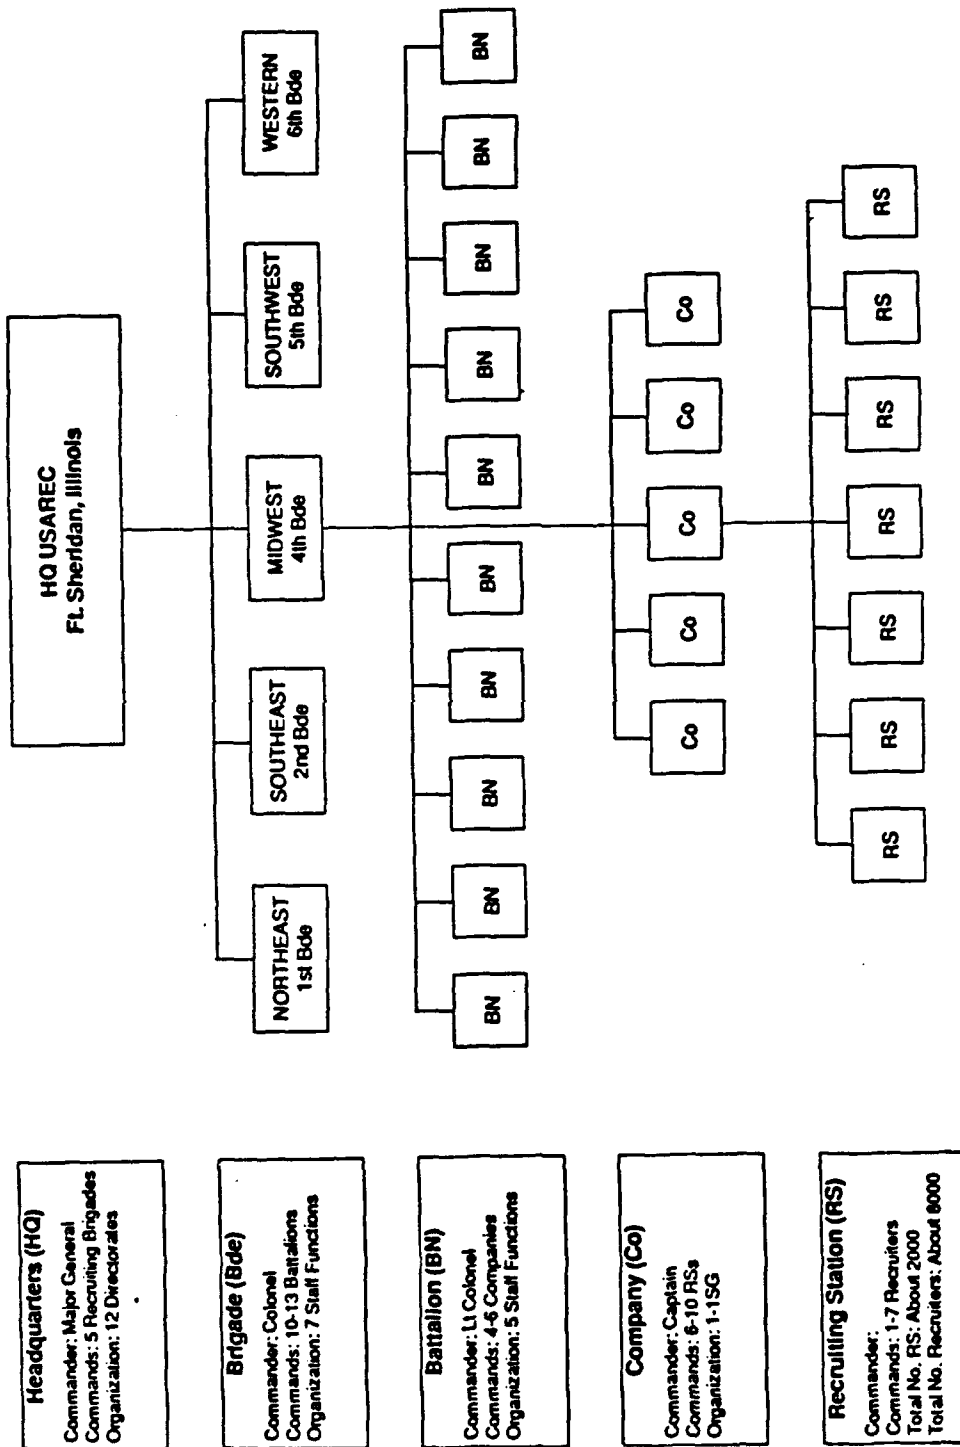 HQ USAREC
Ft. Sheridan, Illinois
NORTHEAST
1st Bde
SOUTHEAST
2nd Bde
MIDWEST
4th Bde
SOUTHWEST
5th Bde
WESTERN
6th Bde
BN
BN
BN
BN
BN
BN
BN
BN
BN
BN
Co
Co
Co
Co
Co
RS
RS
RS
RS
RS
RS
RS
Headquarters (HQ)
Commander: Major General
Commands: 5 Recruiting Brigades
Organization: 12 Directorates
Brigade (Bde)
Commander: Colonel
Commands: 10-13 Battalions
Organization: 7 Staff Functions
Battalion (BN)
Commander: Lt Colonel
Commands: 4-6 Companies
Organization: 5 Staff Functions
Company (Co)
Commander: Captain
Commands: 6-10 RSs
Organization: 1-1SG
Recruiting Station (RS)
Commander:
Commands: 1-7 Recruiters
Total No. RS: About 2000
Total No. Recruiters: About 8000